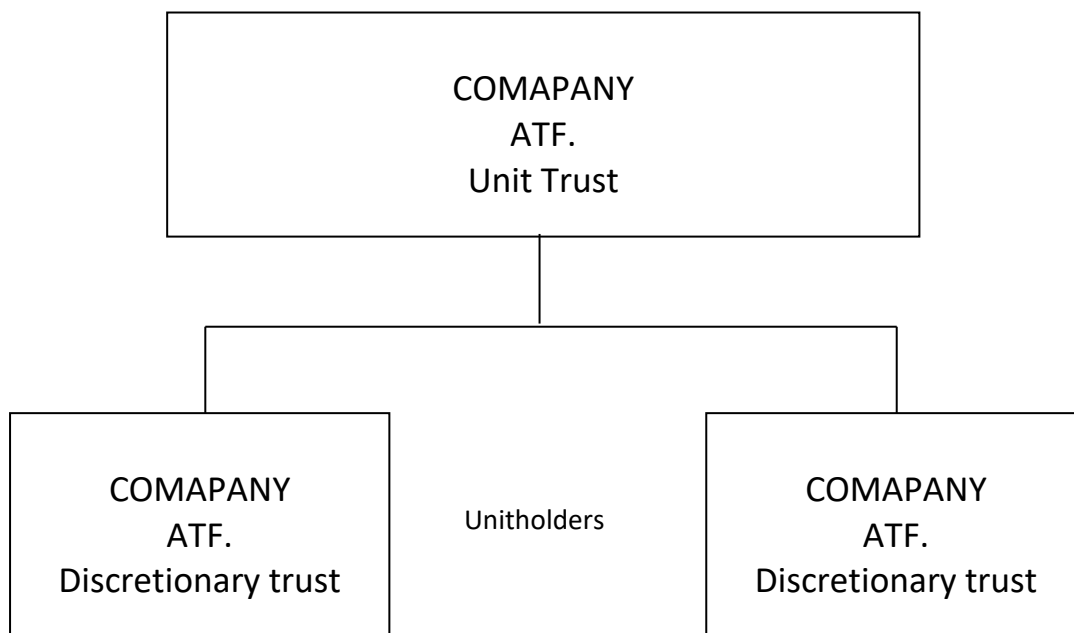 COMAPANY
ATF.
Unit Trust
COMAPANY
ATF.
Discretionary trust
Unitholders
COMAPANY
ATF.
Discretionary trust